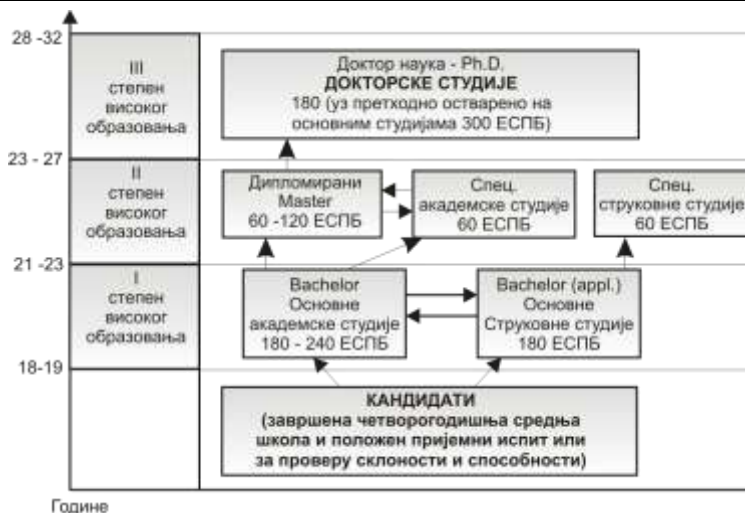 28 -32
III
степен
високог
образовања
Доктор наука - Ph.D.
ДОКТОРСКЕ СТУДИЈЕ
180 (уз претходно остварено на
основним студијама 300 ЕСПБ)
23 - 27
II
степен
високог
образовања
Дипломирани
Master
60 -120 ЕСПБ
Спец.
академске студије
60 ЕСПБ
Спец.
струковне студије
60 ЕСПБ
21 -23
I
степен
високог
образовања
Bachelor
Основне
академске студије
180 - 240 ЕСПБ
Bachelor (appl.)
Основне
Струковне студије
180 ЕСПБ
18-19
КАНДИДАТИ
(завршена четворогодишња средња
школа и положен пријемни испит или
за проверу склоности и способности)
Године